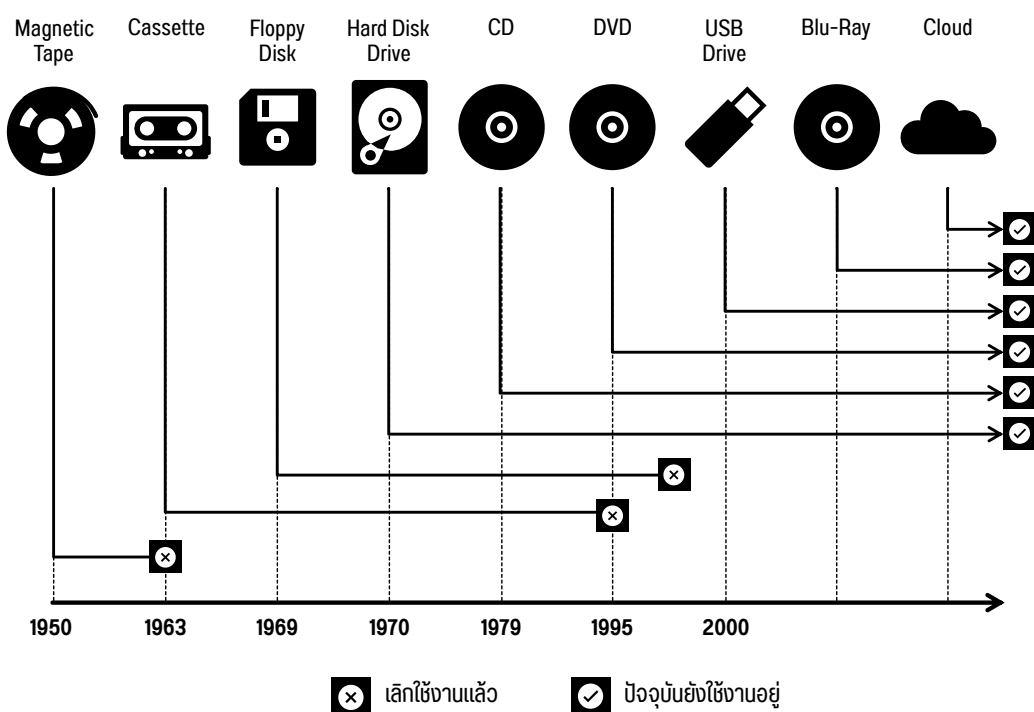 Magnetic
Tape
Cassette
Floppy
Disk
Hard Disk
Drive
CD
DVD
USB
Drive
Blu-Ray
Cloud
1950
1963
1969
1970
1979
1995
2000
เลิกใช้งานแล้ว
ปัจจุบันยังใช้งานอยู่